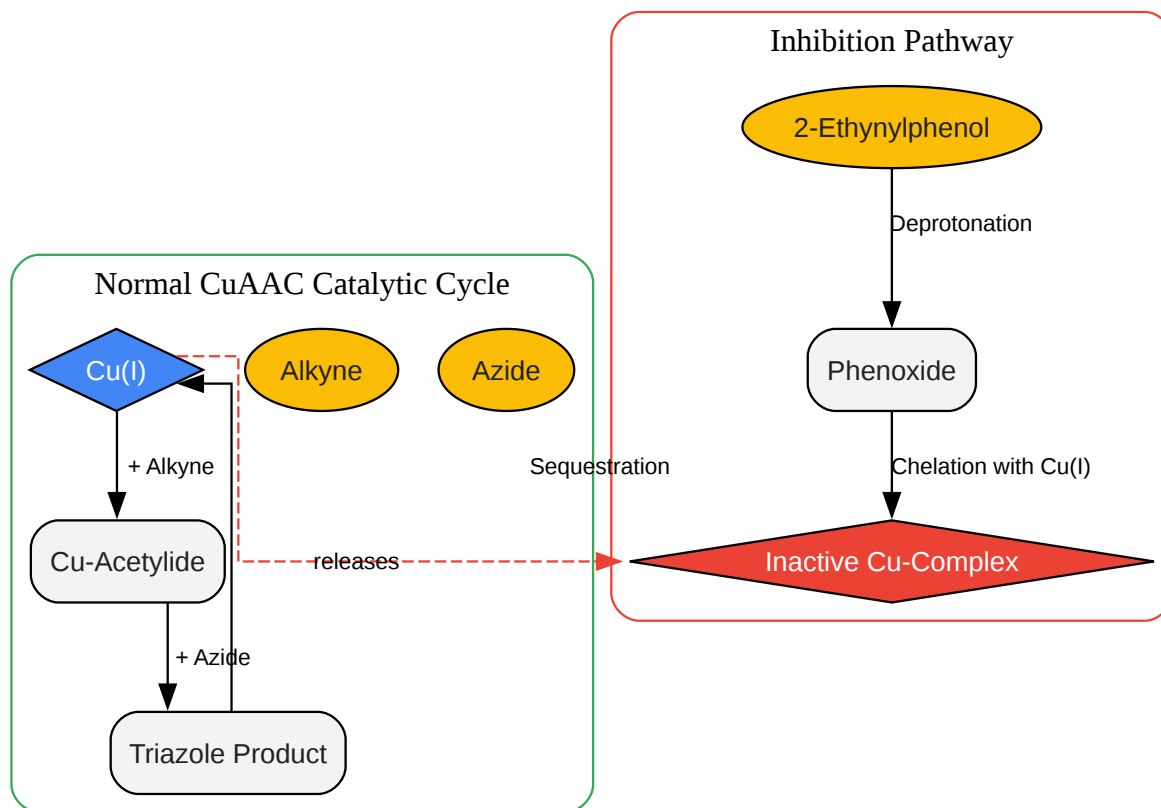 Inhibition Pathway
2-Ethynylphenol
Deprotonation
Normal CuAAC Catalytic Cycle
Cu(I)
Alkyne
Azide
Phenoxide
+ Alkyne
Sequestration
Chelation with Cu(I)
Cu-Acetylide
releases
Inactive Cu-Complex
+ Azide
Triazole Product